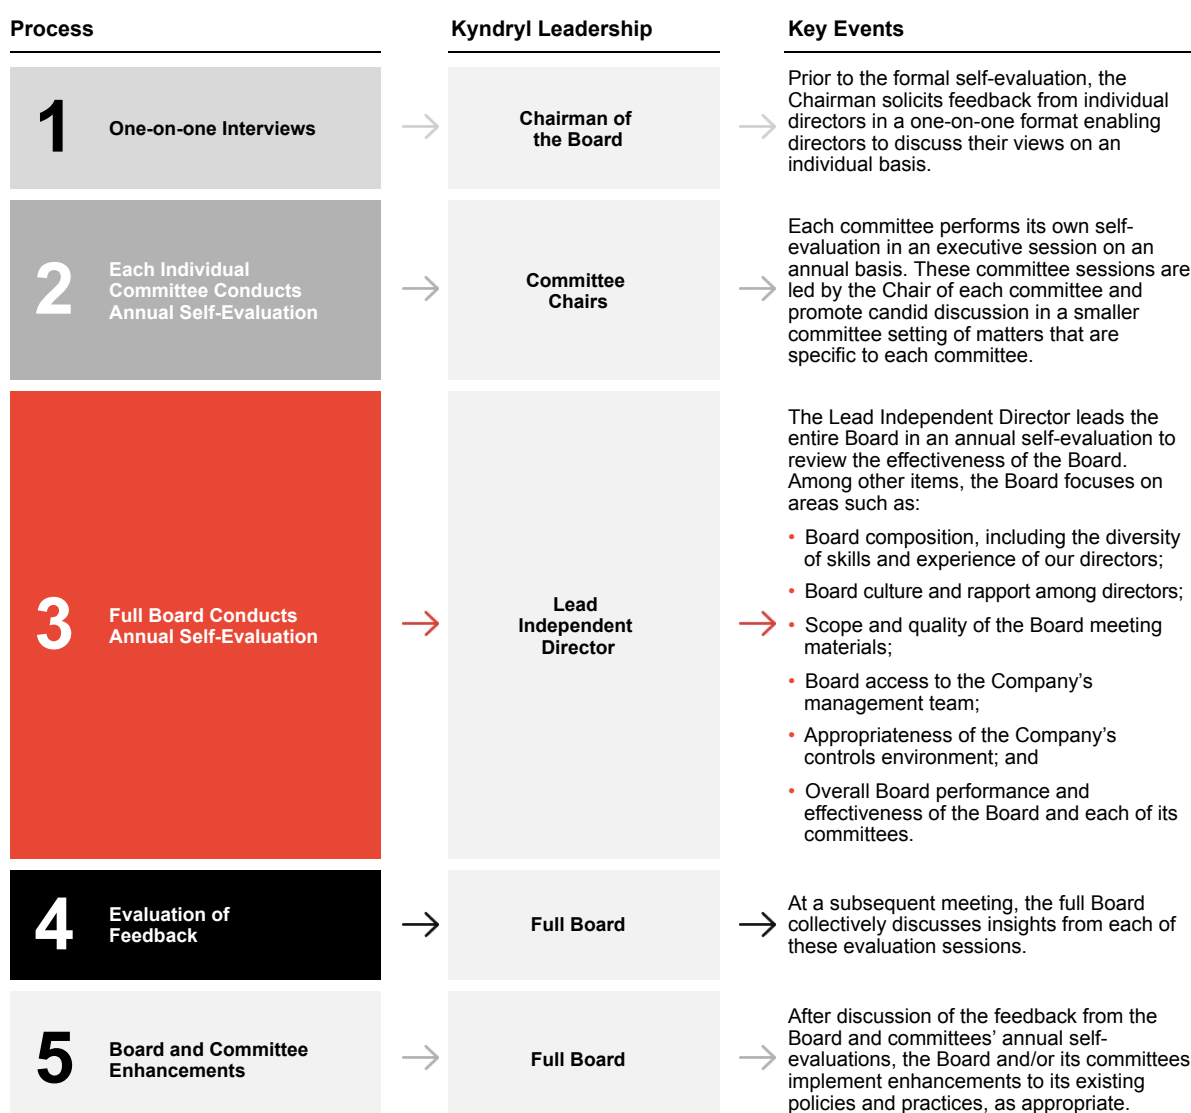 Process
Kyndryl Leadership
Key Events
1
One-on-one Interviews
Chairman of
the Board
Prior to the formal self-evaluation, the
Chairman solicits feedback from individual
directors in a one-on-one format enabling
directors to discuss their views on an
individual basis.
2
Each Individual
Committee Conducts
Annual Self-Evaluation
Committee
Chairs
Each committee performs its own self-
evaluation in an executive session on an
annual basis. These committee sessions are
led by the Chair of each committee and
promote candid discussion in a smaller
committee setting of matters that are
specific to each committee.
3
Full Board Conducts
Annual Self-Evaluation
Lead
Independent
Director
The Lead Independent Director leads the
entire Board in an annual self-evaluation to
review the effectiveness of the Board.
Among other items, the Board focuses on
areas such as:
• Board composition, including the diversity
of skills and experience of our directors;
• Board culture and rapport among directors;
• Scope and quality of the Board meeting
materials;
• Board access to the Company’s
management team;
• Appropriateness of the Company’s
controls environment; and
• Overall Board performance and
effectiveness of the Board and each of its
committees.
4
Evaluation of
Feedback
Full Board
At a subsequent meeting, the full Board
collectively discusses insights from each of
these evaluation sessions.
5
Board and Committee
Enhancements
Full Board
After discussion of the feedback from the
Board and committees’ annual self-
evaluations, the Board and/or its committees
implement enhancements to its existing
policies and practices, as appropriate.